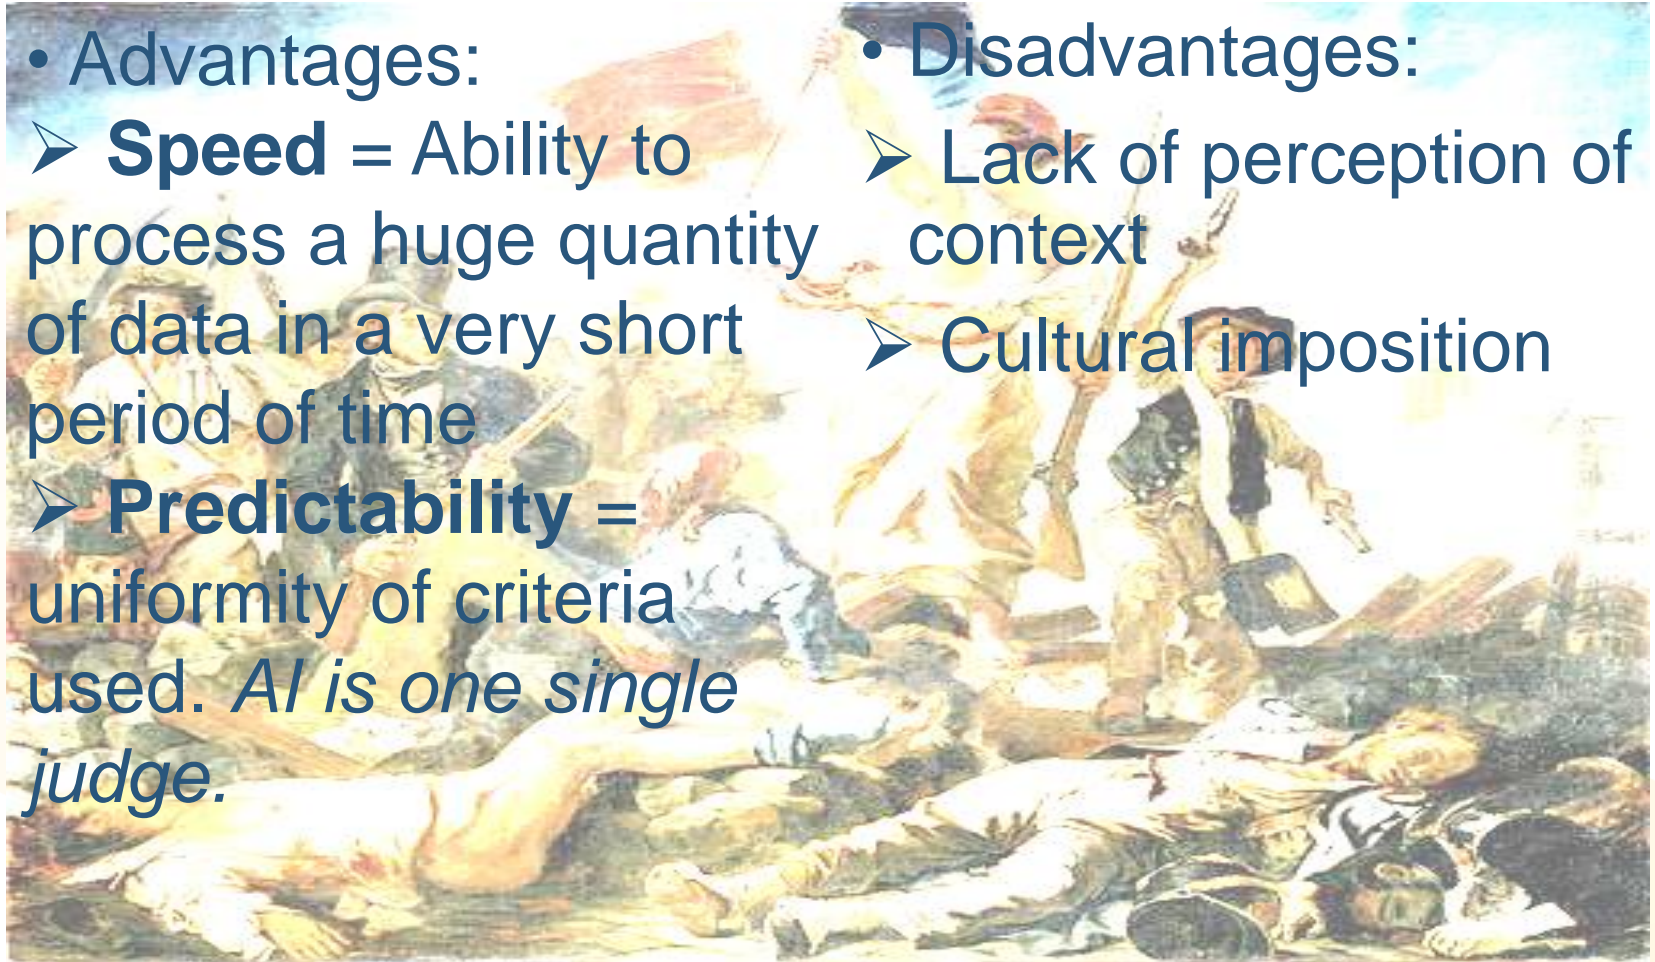 • Advantages:
➢ Speed = Ability to
process a huge quantity
of data in a very short
period of time
➢ Predictability =
uniformity of criteria
used. AI is one single
judge.
• Disadvantages:
➢ Lack of perception of
context
➢ Cultural imposition